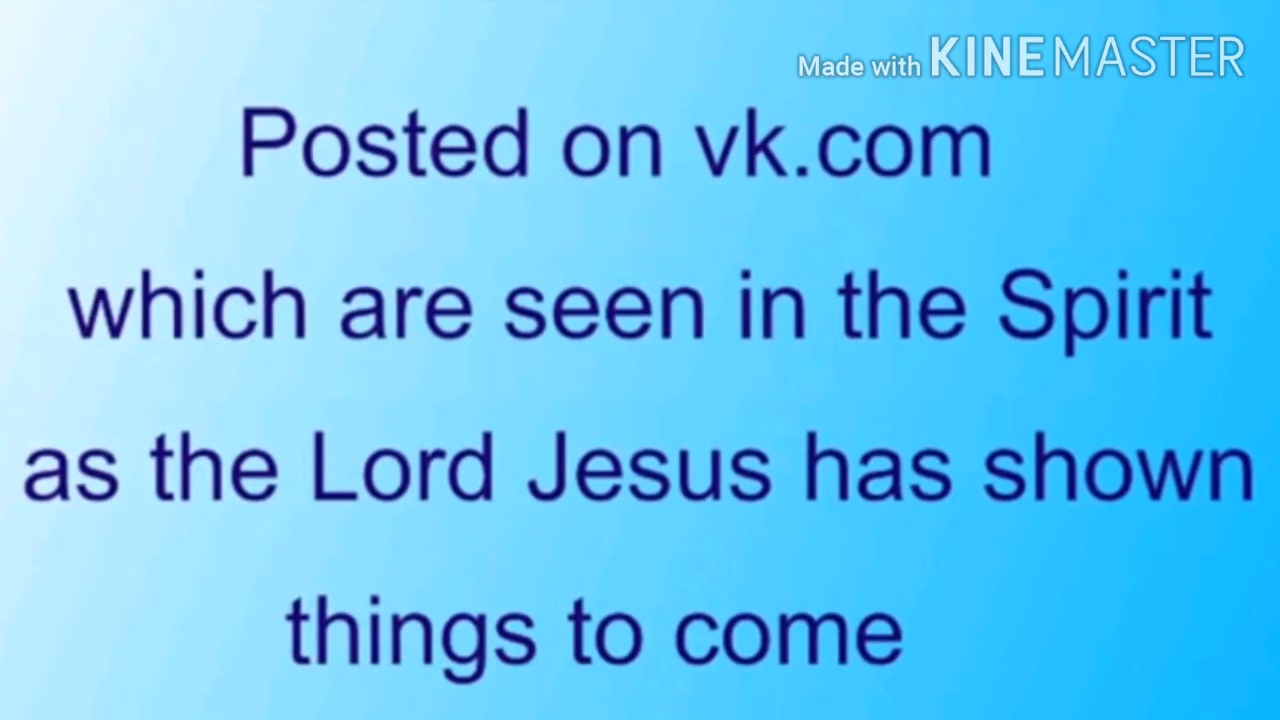 Made with KINEMASTER
Posted on vk.com
which are seen in the Spirit
as the Lord Jesus has shown
things to come